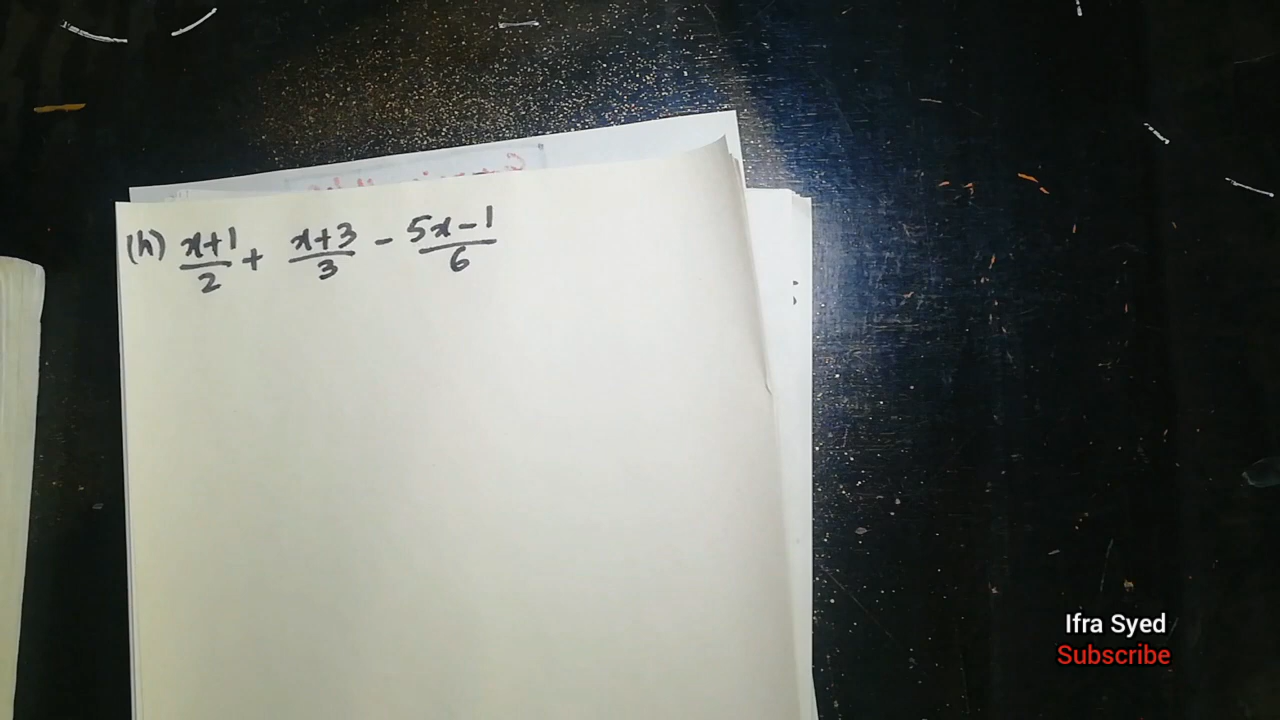 (h) x+1/2 + x+3/3 - 5x-1/6
Ifra Syed
Subscribe